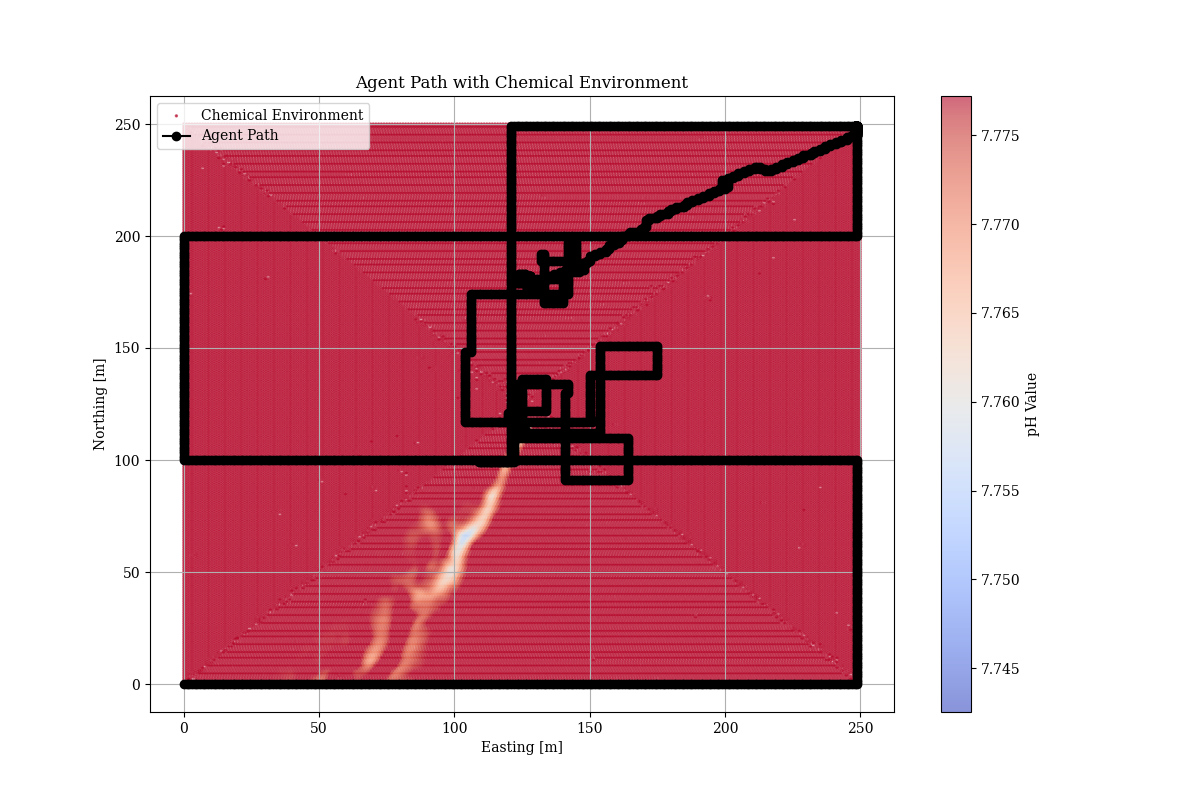 Agent Path with Chemical Environment
Chemical Environment
Agent Path
250
200
150
100
50
0
Northing [m]
0 50 100 150 200 250
Easting [m]
7.775
7.770
7.765
7.760
7.755
7.750
7.745
pH Value